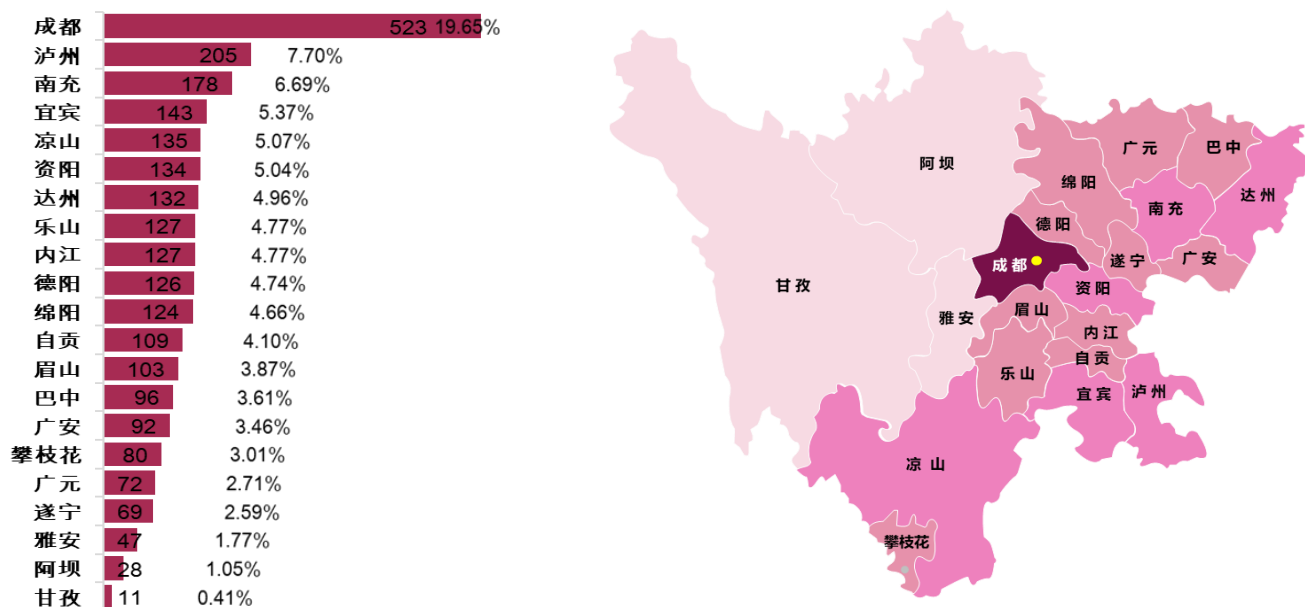 成都 523 19.65%
泸州 205 7.70%
南充 178 6.69%
宜宾 143 5.37%
凉山 135 5.07%
资阳 134 5.04%
达州 132 4.96%
乐山 127 4.77%
内江 127 4.77%
德阳 126 4.74%
绵阳 124 4.66%
自贡 109 4.10%
眉山 103 3.87%
巴中 96 3.61%
广安 92 3.46%
攀枝花 80 3.01%
广元 72 2.71%
遂宁 69 2.59%
雅安 47 1.77%
阿坝 28 1.05%
甘孜 11 0.41%
广元
巴中
阿坝
绵阳
达州
南充
德阳
遂宁
广安
成都
甘孜
资阳
眉山
雅安
内江
自贡
乐山
宜宾
泸州
凉山
攀枝花